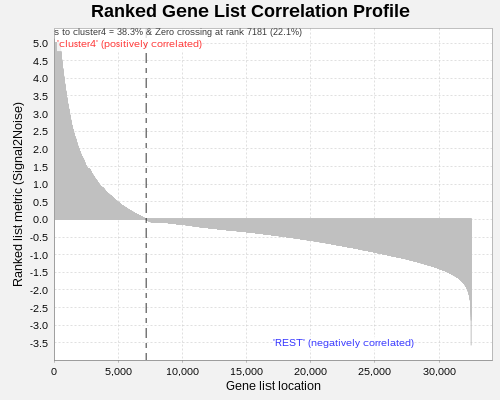 Ranked Gene List Correlation Profile
s to cluster4 = 38.3% & Zero crossing at rank 7181 (22.1%)
'cluster4' (positively correlated)
5.0
4.5
4.0
3.5
3.0
2.5
2.0
1.5
1.0
0.5
0.0
-0.5
-1.0
-1.5
-2.0
-2.5
-3.0
-3.5
Ranked list metric (Signal2Noise)
'REST' (negatively correlated)
0 5,000 10,000 15,000 20,000 25,000 30,000
Gene list location